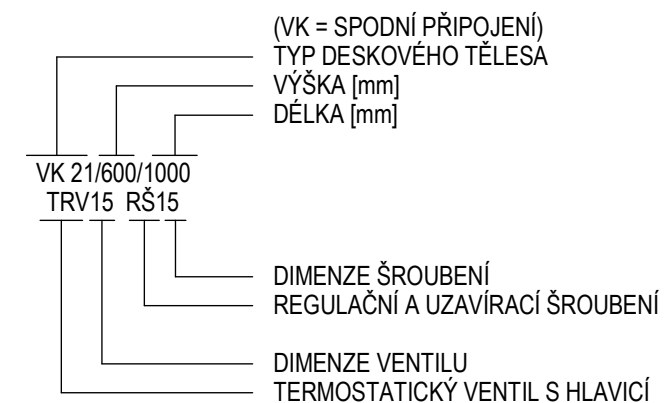 (VK = SPODNÍ PŘIPOJENÍ)
TYP DESKOVÉHO TĚLESA
VÝŠKA [mm]
DÉLKA [mm]
VK 21/600/1000
TRV15 RŠ15
DIMENZE ŠROUBENÍ
REGULAČNÍ A UZAVÍRACÍ ŠROUBENÍ
DIMENZE VENTILU
TERMOSTATICKÝ VENTIL S HLAVICÍ